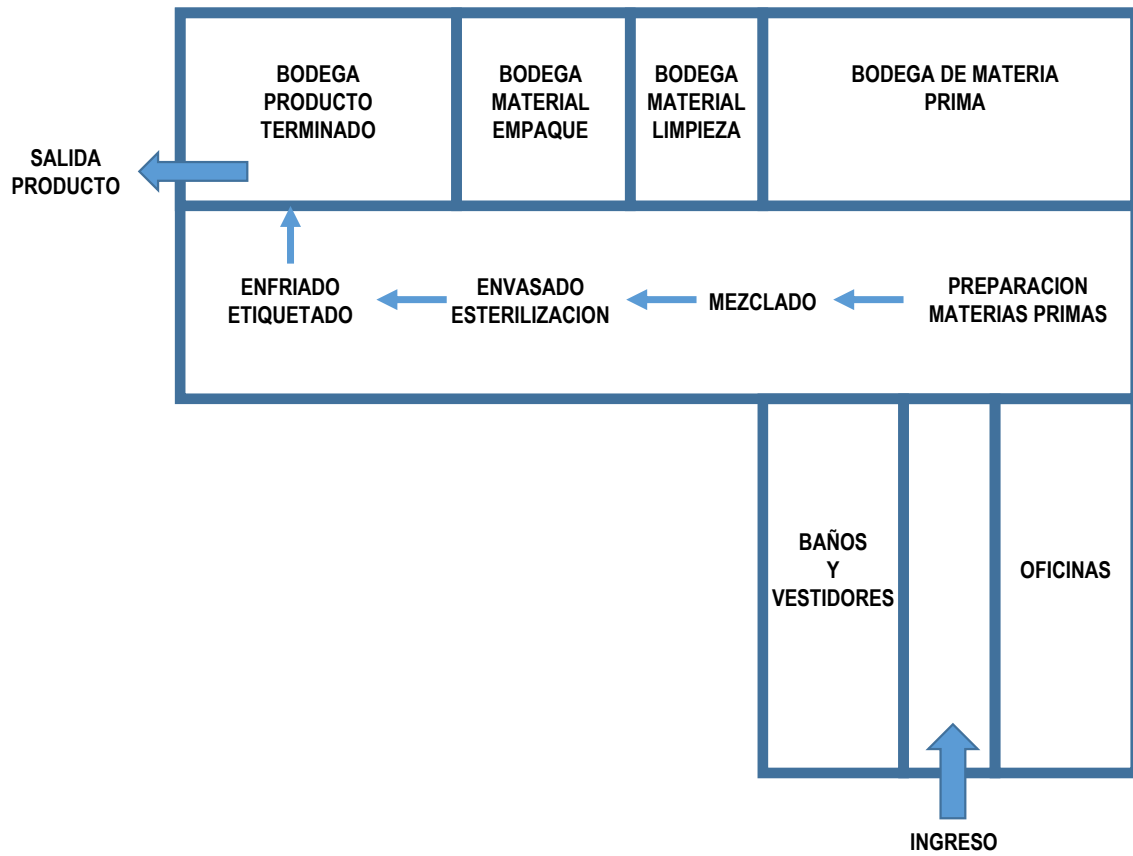 BODEGA
PRODUCTO
TERMINADO
BODEGA
MATERIAL
EMPAQUE
BODEGA
MATERIAL
LIMPIEZA
BODEGA DE MATERIA
PRIMA
SALIDA
PRODUCTO
ENFRIADO
ETIQUETADO
ENVASADO
ESTERILIZACION
MEZCLADO
PREPARACION
MATERIAS PRIMAS
BAÑOS
Y
VESTIDORES
OFICINAS
INGRESO